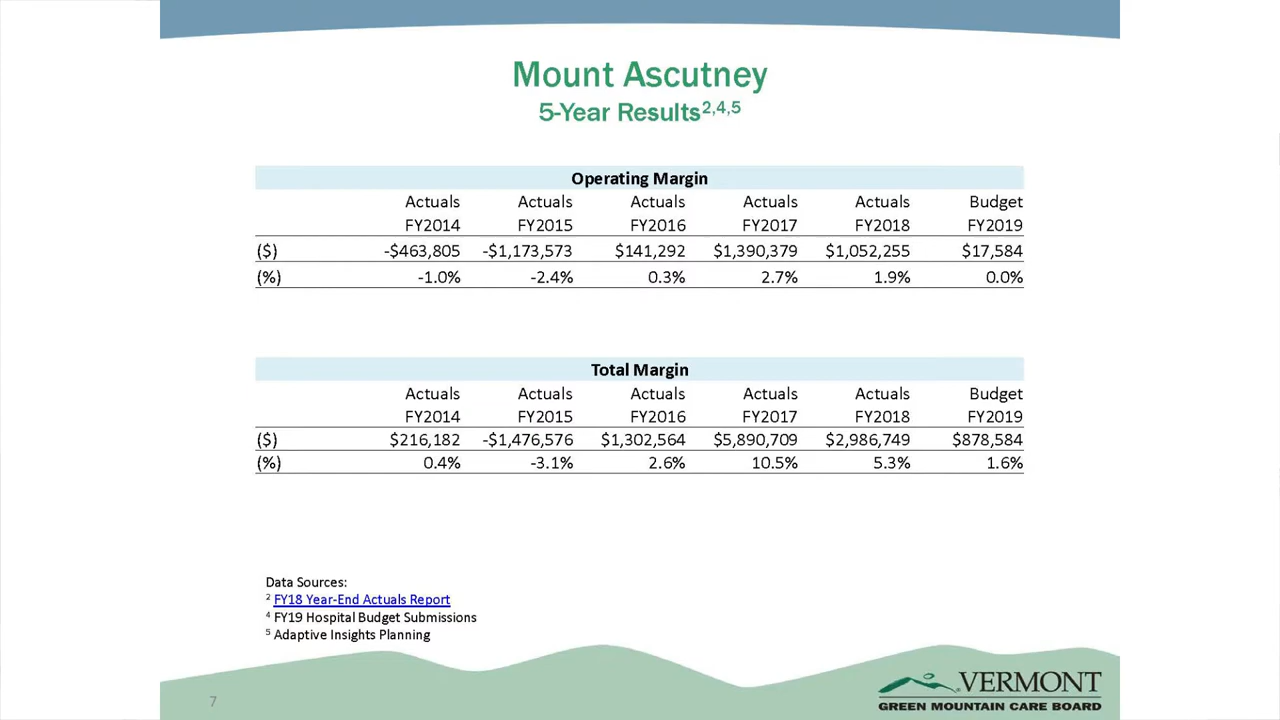 Mount Ascutney
5-Year Results2,4,5
Operating Margin
Actuals Actuals Actuals Actuals Actuals Budget
FY2014 FY2015 FY2016 FY2017 FY2018 FY2019
($) -$463,805 -$1,173,573 $141,292 $1,390,379 $1,052,255 $17,584
(%) -1.0% -2.4% 0.3% 2.7% 1.9% 0.0%
Total Margin
Actuals Actuals Actuals Actuals Actuals Budget
FY2014 FY2015 FY2016 FY2017 FY2018 FY2019
($) $216,182 -$1,476,576 $1,302,564 $5,890,709 $2,986,749 $878,584
(%) 0.4% -3.1% 2.6% 10.5% 5.3% 1.6%
Data Sources:
2 FY18 Year-End Actuals Report
4 FY19 Hospital Budget Submissions
5 Adaptive Insights Planning
7
VERMONT
GREEN MOUNTAIN CARE BOARD